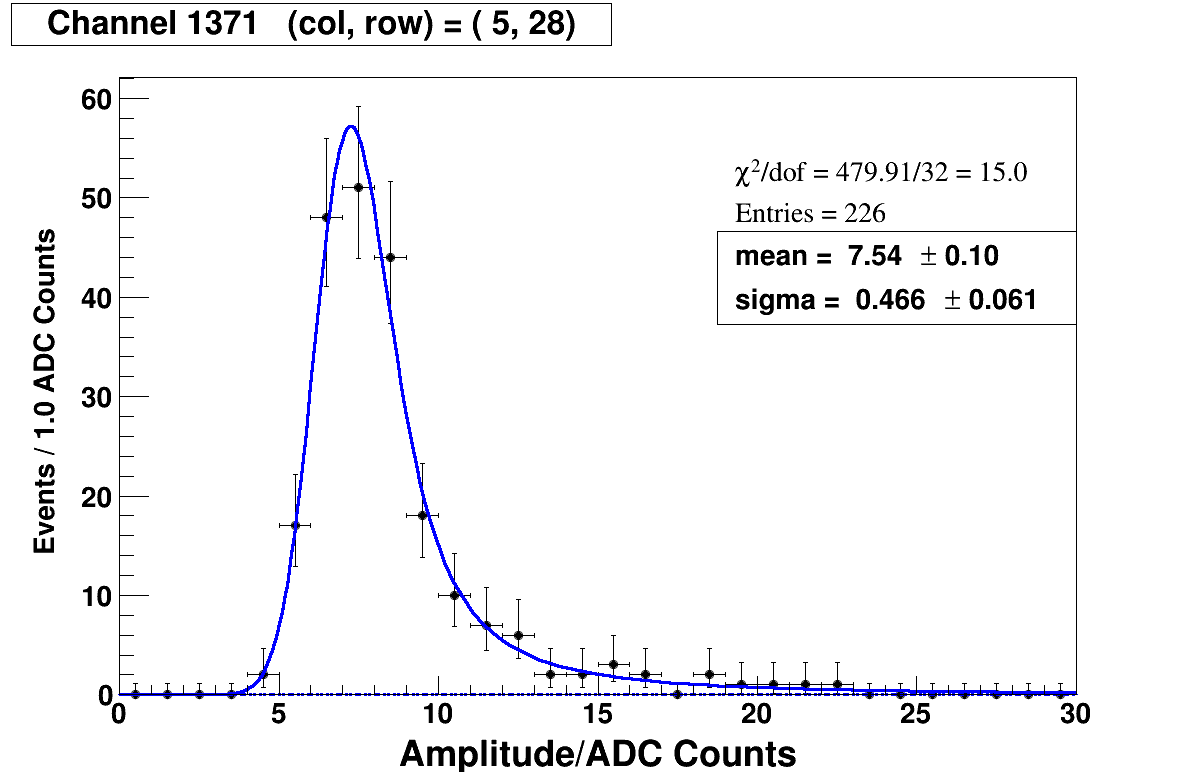 Channel 1371 (col, row) = ( 5, 28)
60
50
40
30
20
10
0
Events / 1.0 ADC Counts
χ²/dof = 479.91/32 = 15.0
Entries = 226
mean = 7.54 ± 0.10
sigma = 0.466 ± 0.061
0 5 10 15 20 25 30
Amplitude/ADC Counts